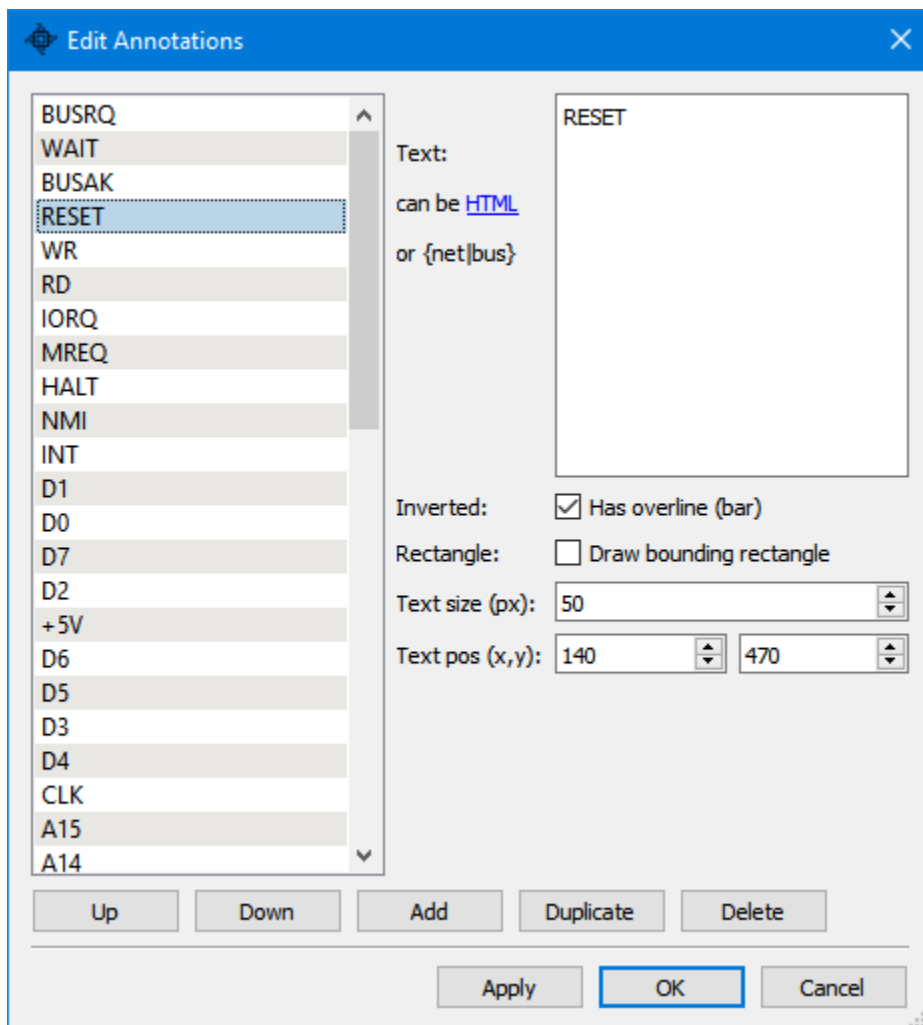 Edit Annotations
BUSRQ
WAIT
BUSAK
RESET
WR
RD
IORQ
MREQ
HALT
NMI
INT
D1
D0
D7
D2
+5V
D6
D5
D3
D4
CLK
A15
A14
Text:
can be HTML
or {net|bus}
RESET
Inverted: Has overline (bar)
Rectangle: Draw bounding rectangle
Text size (px): 50
Text pos (x,y): 140 470
Up Down Add Duplicate Delete
Apply OK Cancel